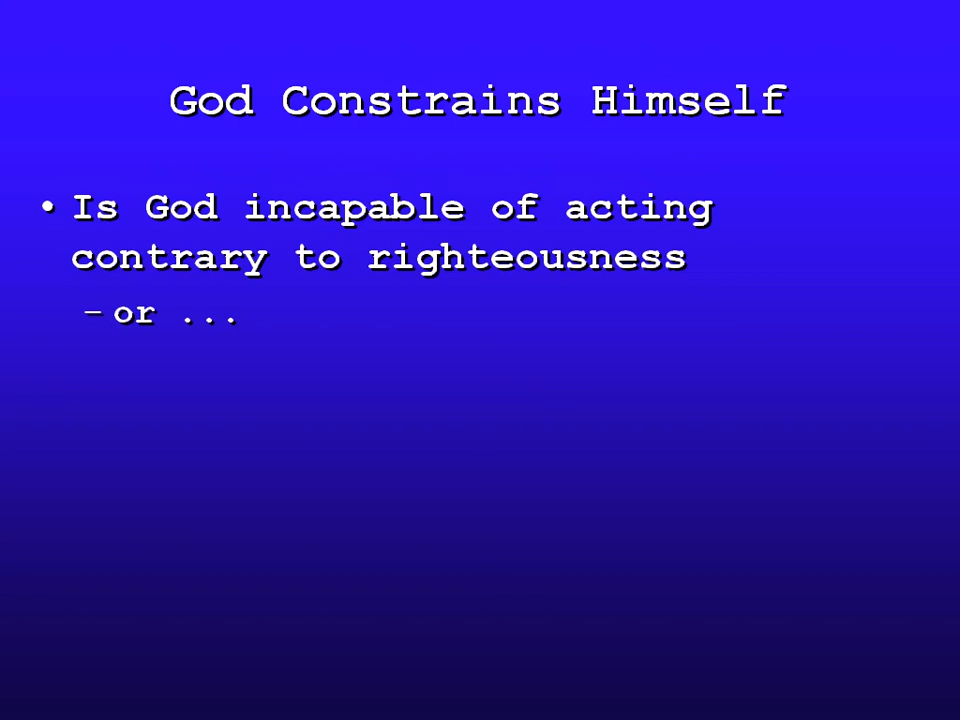 God Constrains Himself
• Is God incapable of acting
contrary to righteousness
– or ...